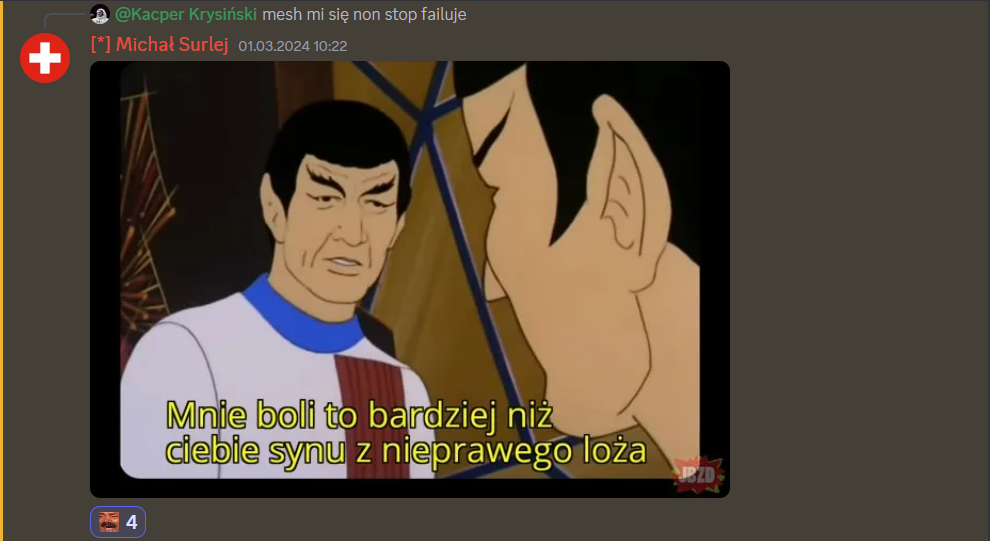 @Kacper Krysiński mesh mi się non stop failuje
[*] Michał Surlej 01.03.2024 10:22
Mnie boli to bardziej niż
ciebie synu z nieprawego loża
JBZD
4